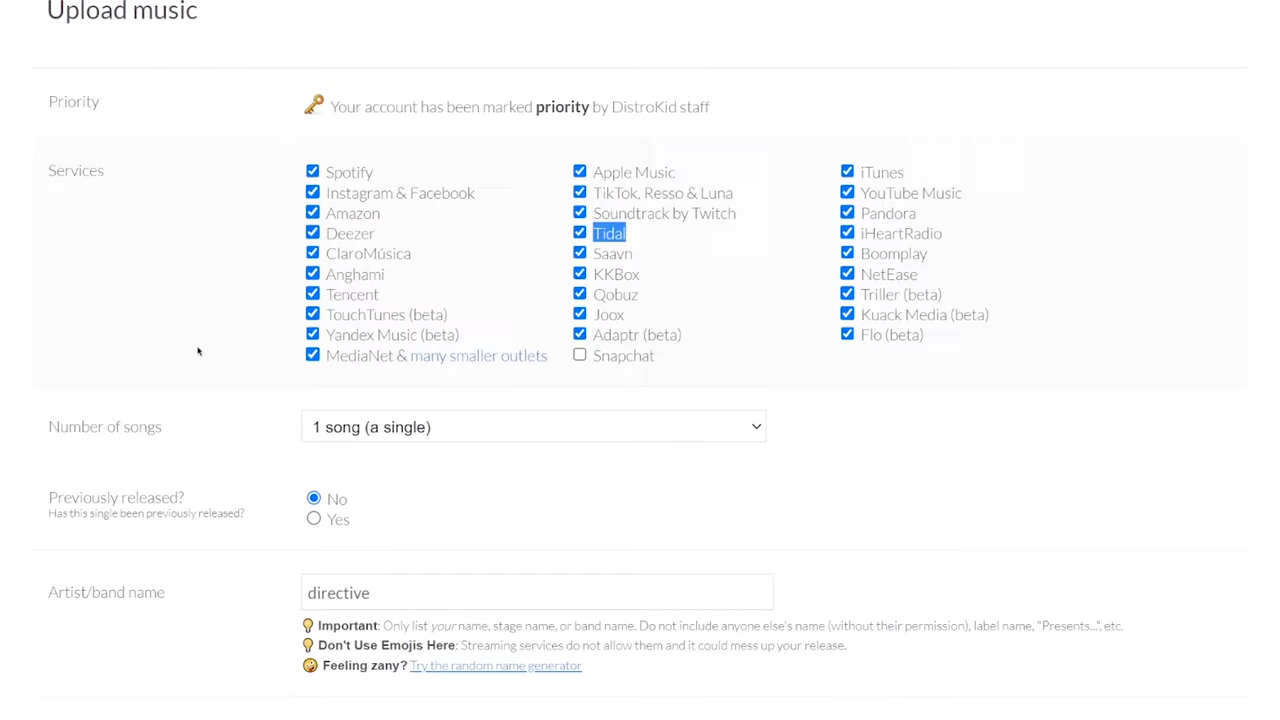 Upload music
Priority
Your account has been marked priority by DistroKid staff
Services
Spotify
Apple Music
iTunes
Instagram & Facebook
TikTok, Resso & Luna
YouTube Music
Amazon
Soundtrack by Twitch
Pandora
Deezer
Tidal
iHeartRadio
ClaroMúsica
Saavn
Boomplay
Anghami
KKBox
NetEase
Tencent
Qobuz
Triller (beta)
TouchTunes (beta)
Joox
Kuack Media (beta)
Yandex Music (beta)
Adaptr (beta)
Flo (beta)
MediaNet & many smaller outlets
Snapchat
Number of songs
1 song (a single)
Previously released?
Has this single been previously released?
No
Yes
Artist/band name
directive
Important: Only list your name, stage name, or band name. Do not include anyone else's name (without their permission), label name, "Presents...", etc.
Don't Use Emojis Here: Streaming services do not allow them and it could mess up your release.
Feeling zany? Try the random name generator